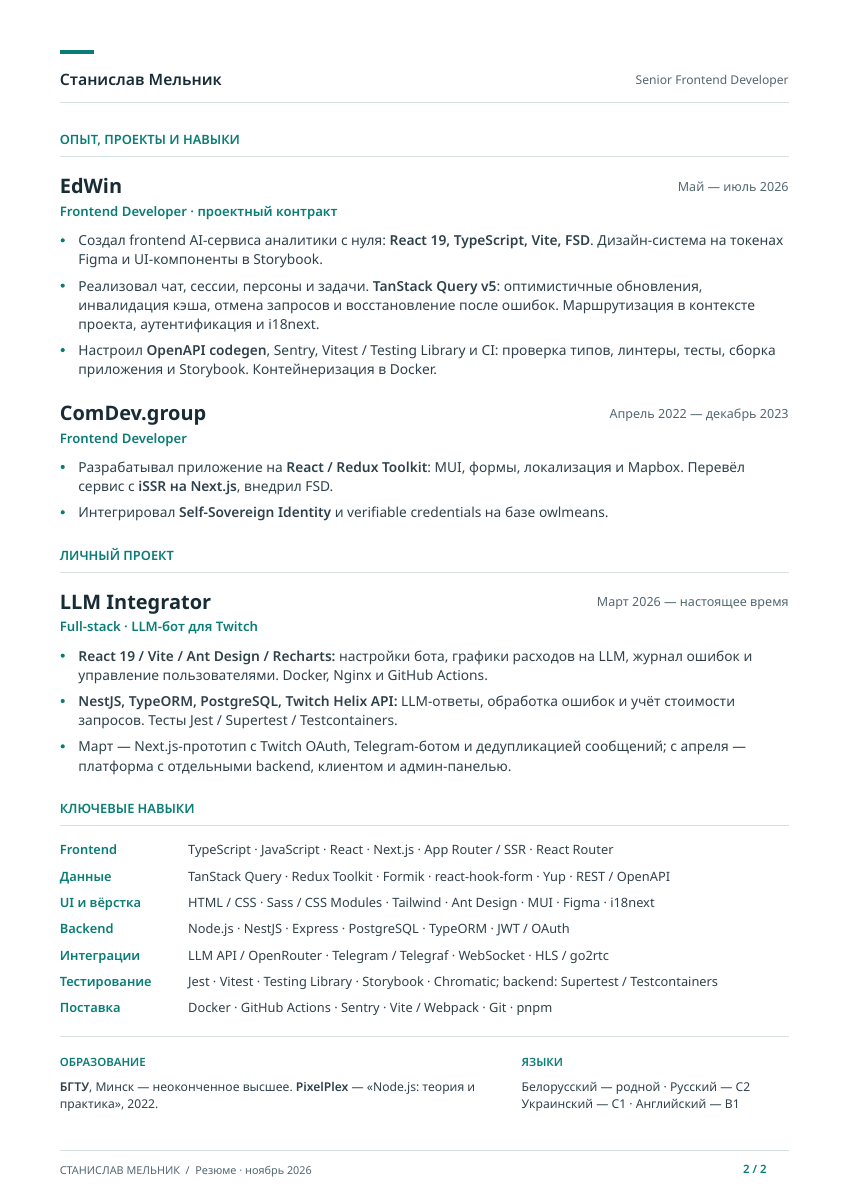 Станислав Мельник
Senior Frontend Developer
ОПЫТ, ПРОЕКТЫ И НАВЫКИ
EdWin
Май — июль 2026
Frontend Developer · проектный контракт
• Создал frontend AI-сервиса аналитики с нуля: React 19, TypeScript, Vite, FSD. Дизайн-система на токенах
Figma и UI-компоненты в Storybook.
• Реализовал чат, сессии, персоны и задачи. TanStack Query v5: оптимистичные обновления,
инвалидация кэша, отмена запросов и восстановление после ошибок. Маршрутизация в контексте
проекта, аутентификация и i18next.
• Настроил OpenAPI codegen, Sentry, Vitest / Testing Library и CI: проверка типов, линтеры, тесты, сборка
приложения и Storybook. Контейнеризация в Docker.
ComDev.group
Апрель 2022 — декабрь 2023
Frontend Developer
• Разрабатывал приложение на React / Redux Toolkit: MUI, формы, локализация и Mapbox. Перевёл
сервис с iSSR на Next.js, внедрил FSD.
• Интегрировал Self-Sovereign Identity и verifiable credentials на базе owlmeans.
ЛИЧНЫЙ ПРОЕКТ
LLM Integrator
Март 2026 — настоящее время
Full-stack · LLM-бот для Twitch
• React 19 / Vite / Ant Design / Recharts: настройки бота, графики расходов на LLM, журнал ошибок и
управление пользователями. Docker, Nginx и GitHub Actions.
• NestJS, TypeORM, PostgreSQL, Twitch Helix API: LLM-ответы, обработка ошибок и учёт стоимости
запросов. Тесты Jest / Supertest / Testcontainers.
• Март — Next.js-прототип с Twitch OAuth, Telegram-ботом и дедупликацией сообщений; с апреля —
платформа с отдельными backend, клиентом и админ-панелью.
КЛЮЧЕВЫЕ НАВЫКИ
Frontend TypeScript · JavaScript · React · Next.js · App Router / SSR · React Router
Данные TanStack Query · Redux Toolkit · Formik · react-hook-form · Yup · REST / OpenAPI
UI и вёрстка HTML / CSS · Sass / CSS Modules · Tailwind · Ant Design · MUI · Figma · i18next
Backend Node.js · NestJS · Express · PostgreSQL · TypeORM · JWT / OAuth
Интеграции LLM API / OpenRouter · Telegram / Telegraf · WebSocket · HLS / go2rtc
Тестирование Jest · Vitest · Testing Library · Storybook · Chromatic; backend: Supertest / Testcontainers
Поставка Docker · GitHub Actions · Sentry · Vite / Webpack · Git · pnpm
ОБРАЗОВАНИЕ
БГТУ, Минск — неоконченное высшее. PixelPlex — «Node.js: теория и
практика», 2022.
ЯЗЫКИ
Белорусский — родной · Русский — C2
Украинский — C1 · Английский — B1
СТАНИСЛАВ МЕЛЬНИК / Резюме · ноябрь 2026
2 / 2